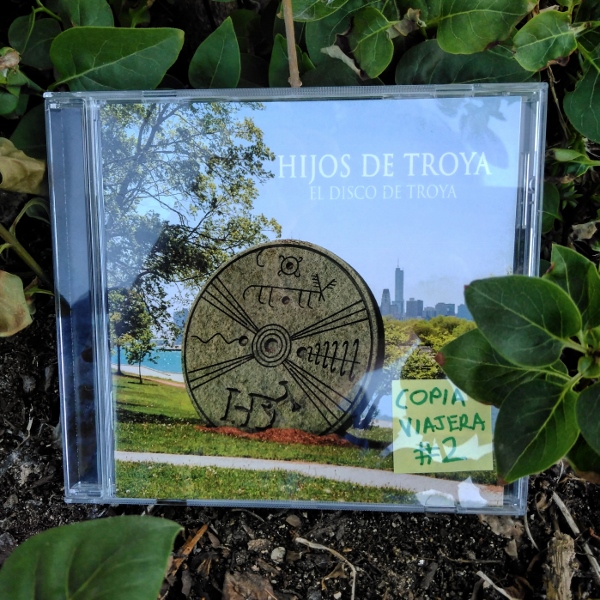 HIJOS DE TROYA
EL DISCO DE TROYA
COPIA
VIAJERA
#2